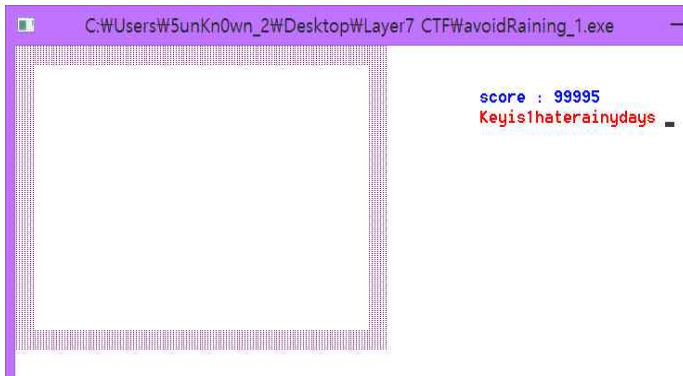 C:₩Users₩5unKn0wn_2₩Desktop₩Layer7 CTF₩avoidRaining_1.exe
score : 99995
Keyis1haterainydays